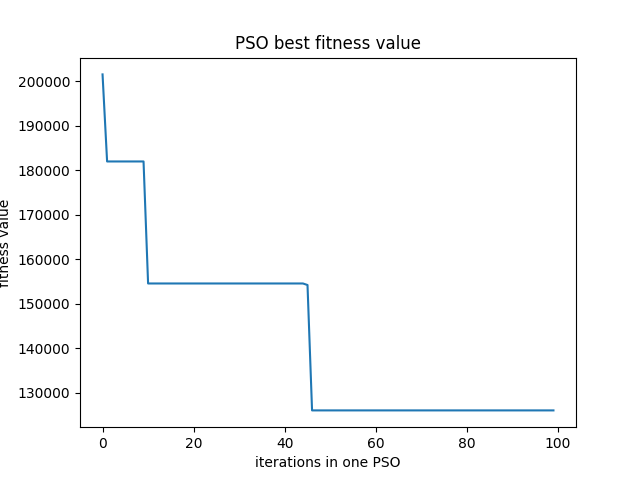 PSO best fitness value
200000
190000
180000
170000
160000
150000
140000
130000
fitness value
0 20 40 60 80 100
iterations in one PSO